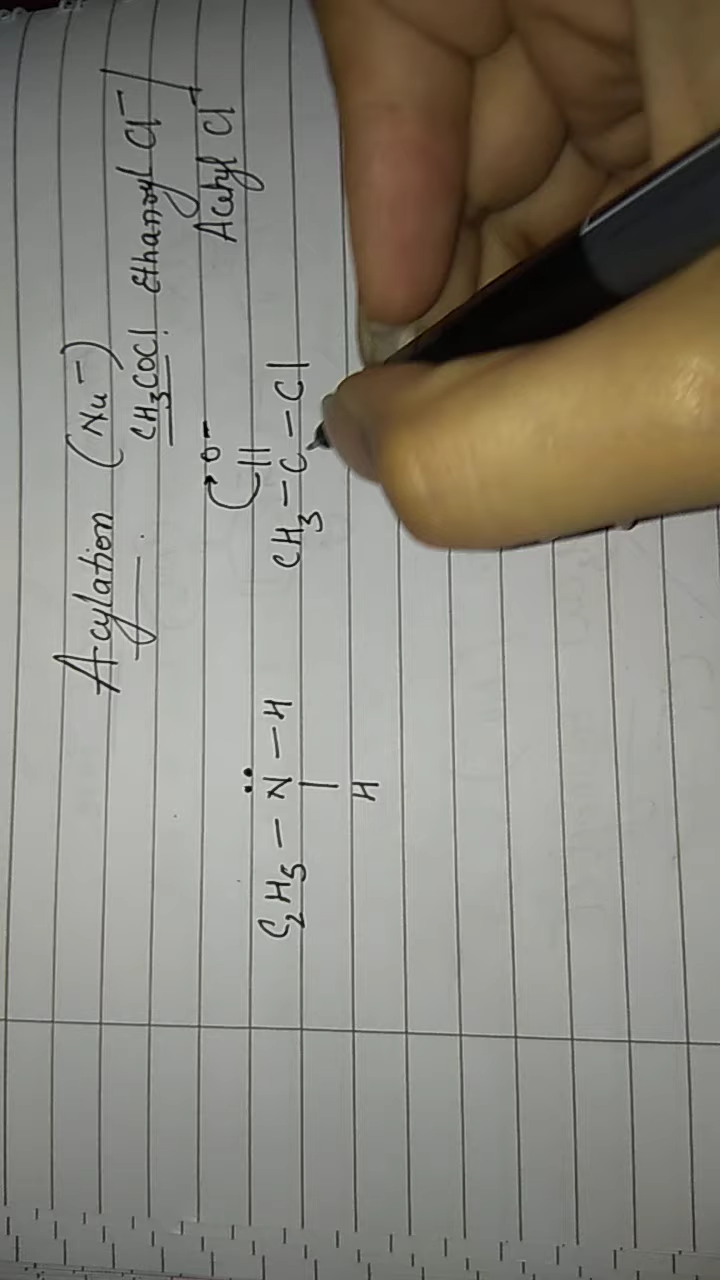 Acylation (Nu⁻)
CH₃COCl. Ethanoyl Cl⁻/
Acetyl Cl⁻
O⁻
||
C₂H₅ – N̈ – H CH₃ – C – Cl
|
H